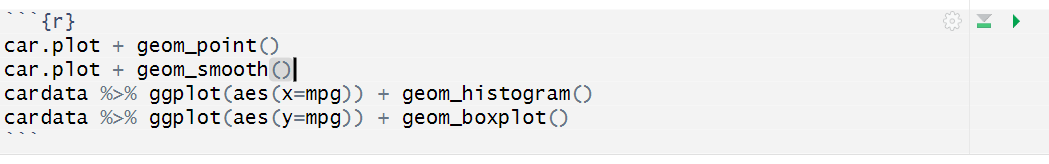 ```{r}
car.plot + geom_point()
car.plot + geom_smooth()
cardata %>% ggplot(aes(x=mpg)) + geom_histogram()
cardata %>% ggplot(aes(y=mpg)) + geom_boxplot()
```